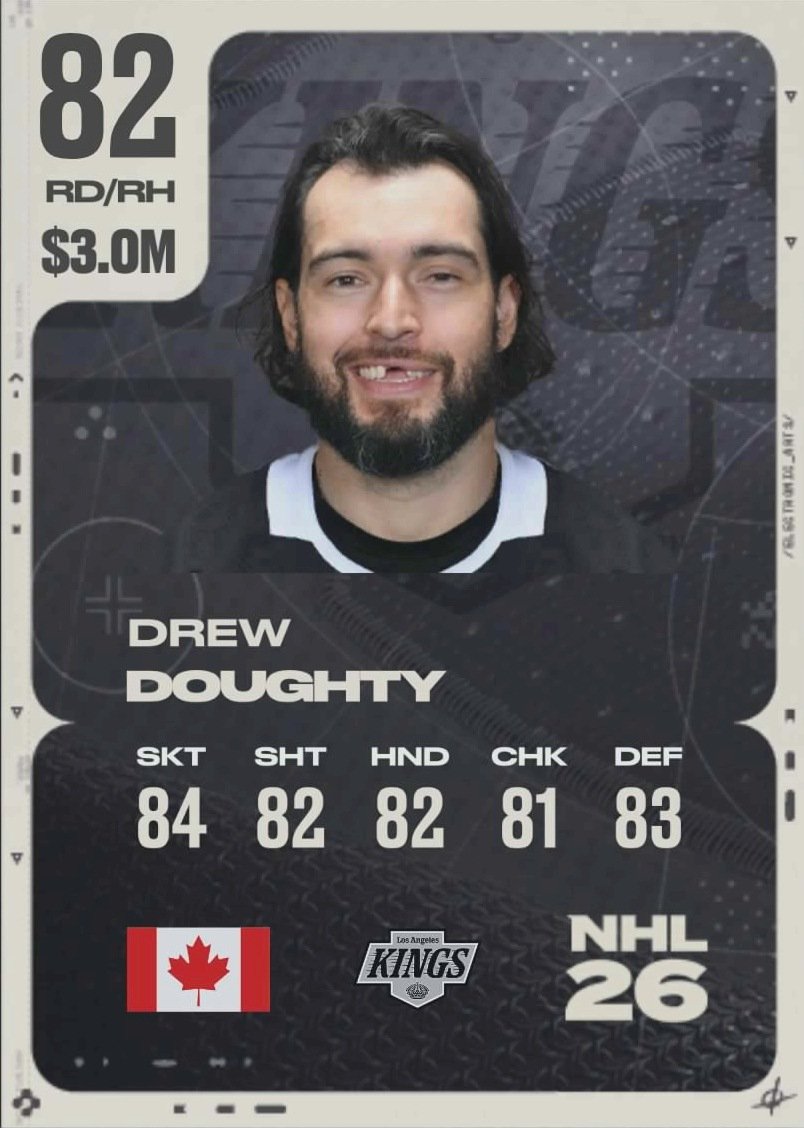 82
RD/RH
$3.0M
KINGS
DREW
DOUGHTY
SKT SHT HND CHK DEF
84 82 82 81 83
Los Angeles
KINGS
NHL
26